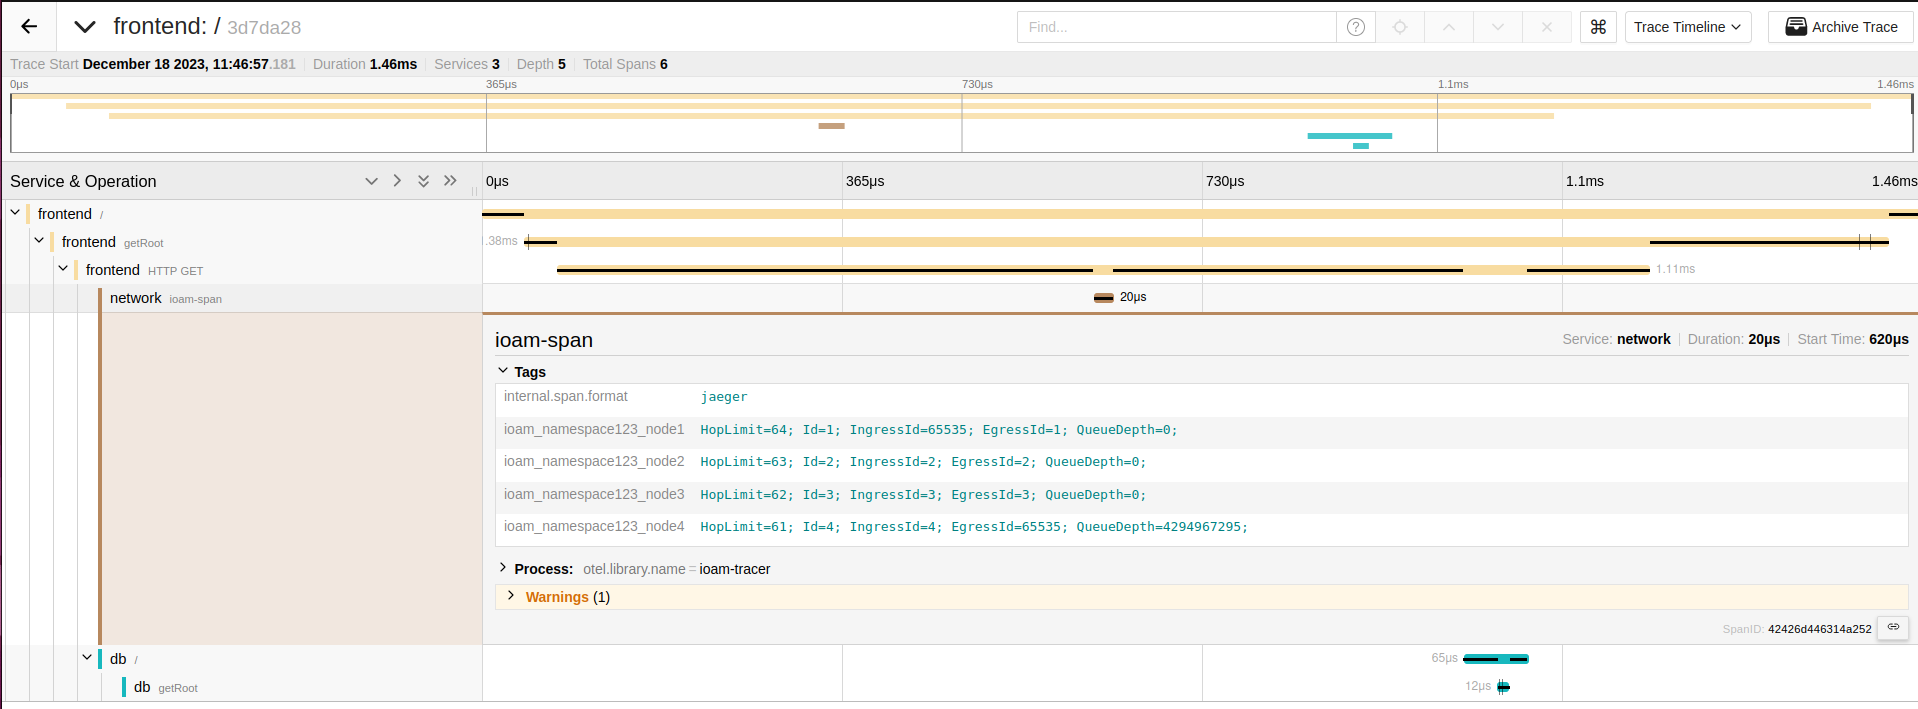 frontend: / 3d7da28
Find...
?
⌘
Trace Timeline
Archive Trace
Trace Start December 18 2023, 11:46:57.181 Duration 1.46ms Services 3 Depth 5 Total Spans 6
0μs 365μs 730μs 1.1ms 1.46ms
Service & Operation 0μs 365μs 730μs 1.1ms 1.46ms
frontend /
frontend getRoot .38ms
frontend HTTP GET 1.11ms
network ioam-span 20μs
ioam-span Service: network Duration: 20μs Start Time: 620μs
Tags
internal.span.format jaeger
ioam_namespace123_node1 HopLimit=64; Id=1; IngressId=65535; EgressId=1; QueueDepth=0;
ioam_namespace123_node2 HopLimit=63; Id=2; IngressId=2; EgressId=2; QueueDepth=0;
ioam_namespace123_node3 HopLimit=62; Id=3; IngressId=3; EgressId=3; QueueDepth=0;
ioam_namespace123_node4 HopLimit=61; Id=4; IngressId=4; EgressId=65535; QueueDepth=4294967295;
Process: otel.library.name = ioam-tracer
Warnings (1)
SpanID: 42426d446314a252
db / 65μs
db getRoot 12μs